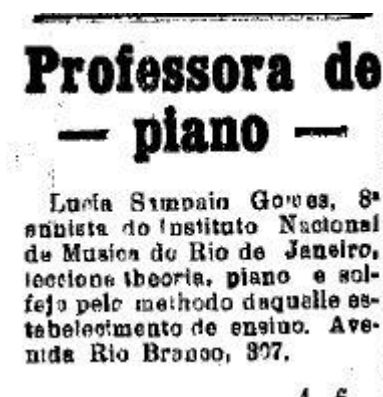 Professora de
— piano —
Lucia Sampaio Gomes, 8ª
annista do Instituto Nacional
de Musica do Rio de Janeiro,
lecciona theoria, piano e sol-
fejo pelo methodo daquelle es-
tabelecimento de ensino. Ave-
nida Rio Branco, 307.